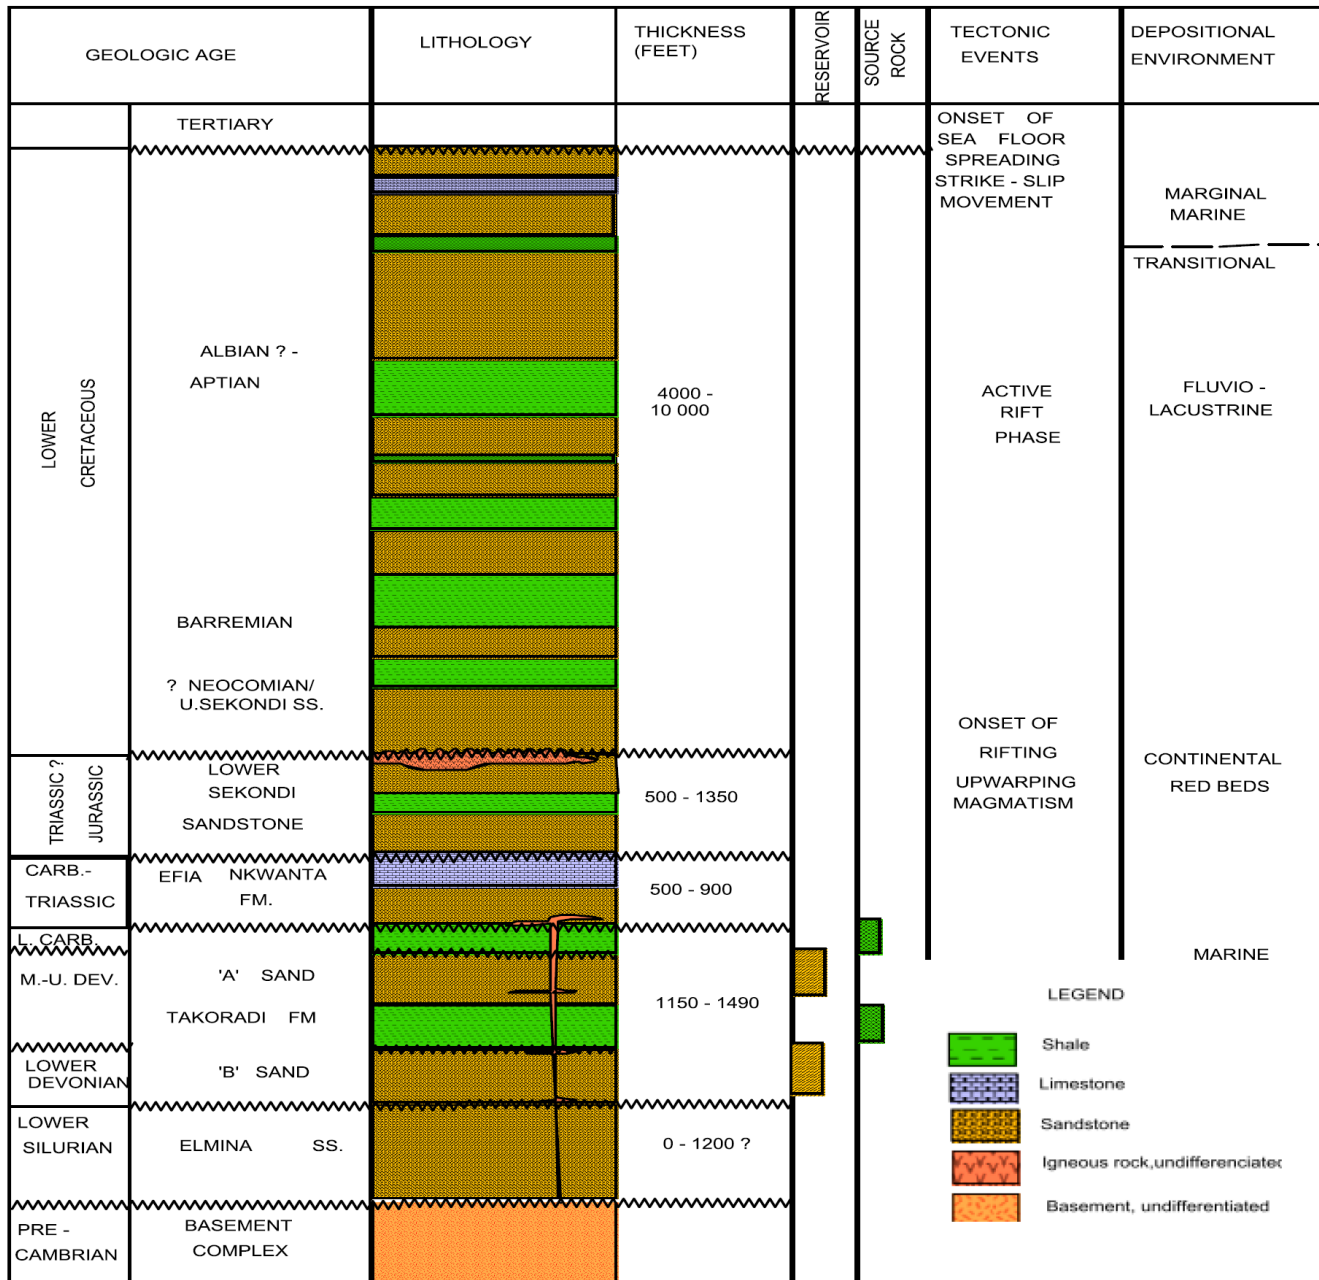 GEOLOGIC AGE
LITHOLOGY
THICKNESS
(FEET)
RESERVOIR
SOURCE
ROCK
TECTONIC
EVENTS
DEPOSITIONAL
ENVIRONMENT
TERTIARY
ONSET OF
SEA FLOOR
SPREADING
STRIKE - SLIP
MOVEMENT
MARGINAL
MARINE
TRANSITIONAL
LOWER
CRETACEOUS
ALBIAN ? -
APTIAN
4000 -
10 000
ACTIVE
RIFT
PHASE
FLUVIO -
LACUSTRINE
BARREMIAN
? NEOCOMIAN/
U.SEKONDI SS.
ONSET OF
RIFTING
UPWARPING
MAGMATISM
CONTINENTAL
RED BEDS
TRIASSIC ?
JURASSIC
LOWER
SEKONDI
SANDSTONE
500 - 1350
CARB.-
TRIASSIC
EFIA NKWANTA
FM.
500 - 900
L. CARB.
M.-U. DEV.
'A' SAND
TAKORADI FM
1150 - 1490
MARINE
LOWER
DEVONIAN
'B' SAND
LOWER
SILURIAN
ELMINA SS.
0 - 1200 ?
PRE -
CAMBRIAN
BASEMENT
COMPLEX
LEGEND
Shale
Limestone
Sandstone
Igneous rock,undifferenciated
Basement, undifferentiated